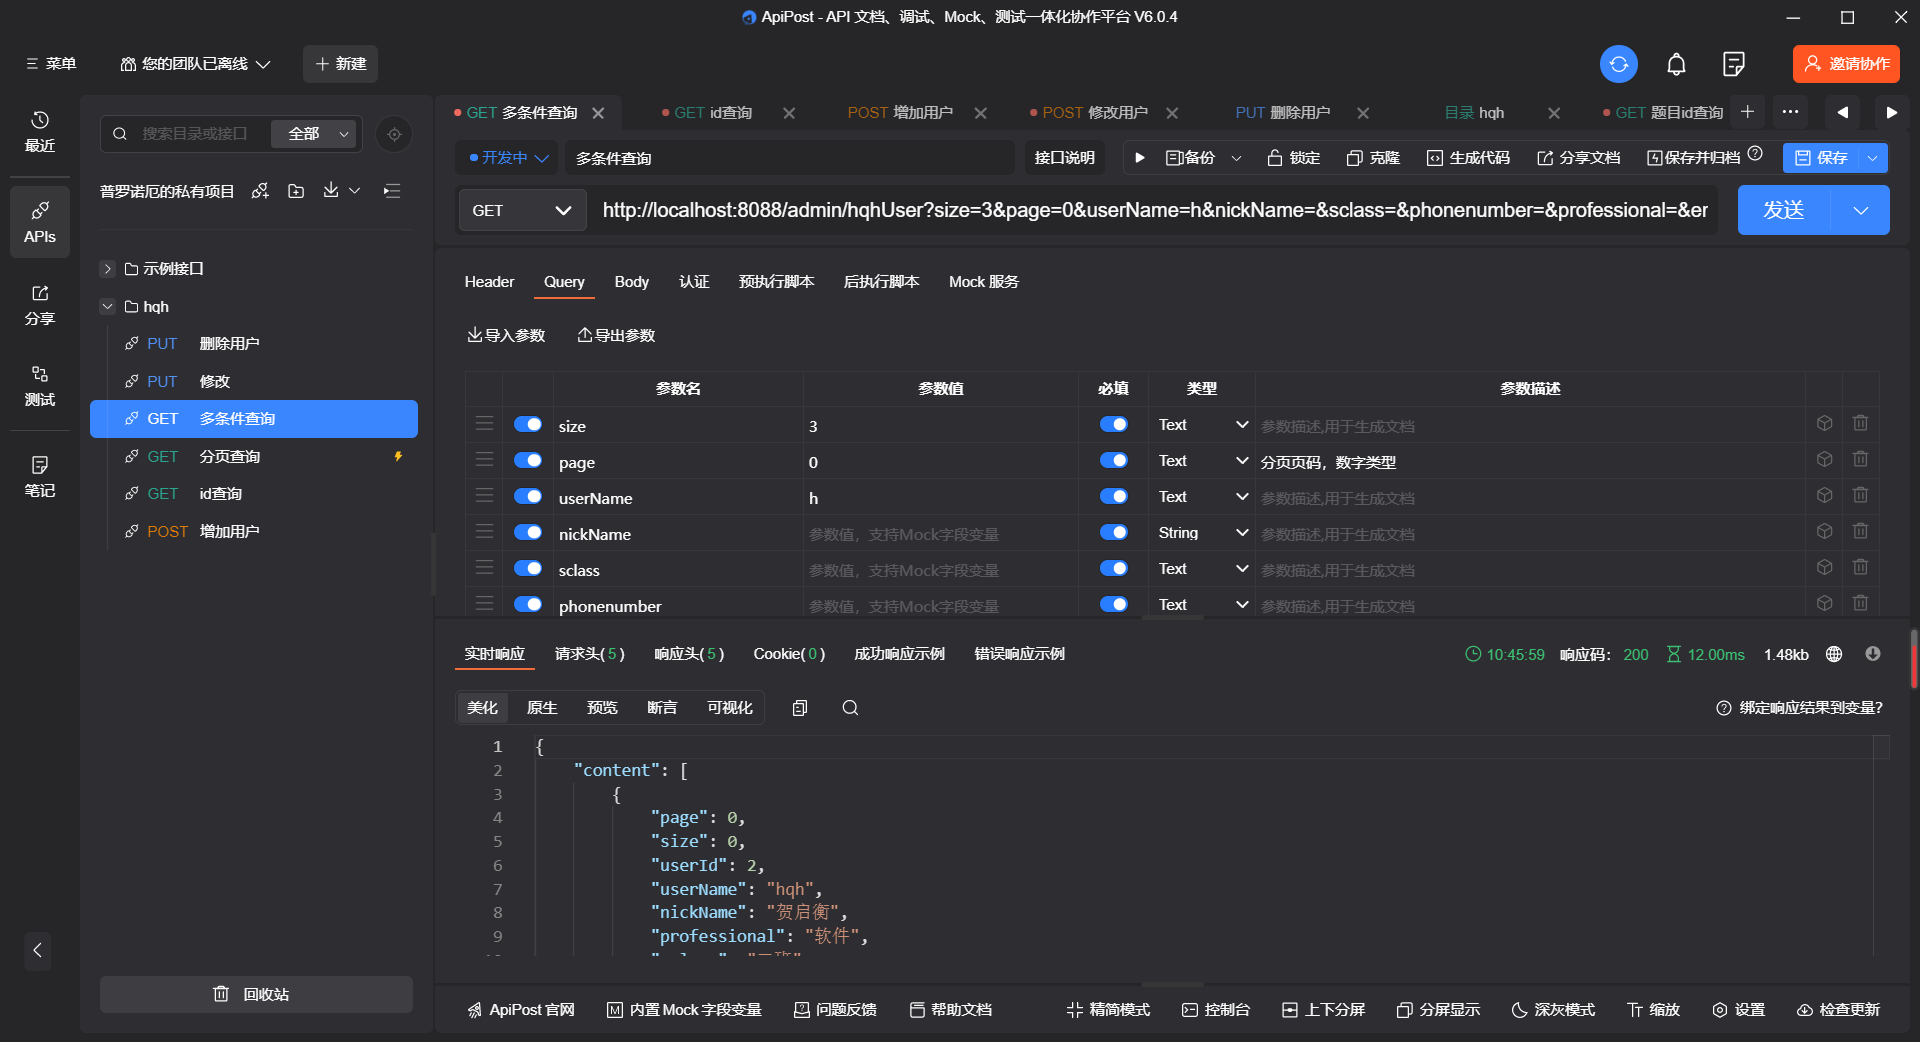 ApiPost - API 文档、调试、Mock、测试一体化协作平台 V6.0.4
菜单 您的团队已离线 新建 邀请协作
最近
APIs
分享
测试
笔记
搜索目录或接口 全部
普罗诺厄的私有项目
示例接口
hqh
PUT 删除用户
PUT 修改
GET 多条件查询
GET 分页查询
GET id查询
POST 增加用户
回收站
GET 多条件查询 GET id查询 POST 增加用户 POST 修改用户 PUT 删除用户 目录 hqh GET 题目id查询
开发中 多条件查询 接口说明 备份 锁定 克隆 生成代码 分享文档 保存并归档 保存
GET http://localhost:8088/admin/hqhUser?size=3&page=0&userName=h&nickName=&sclass=&phonenumber=&professional=&er 发送
Header Query Body 认证 预执行脚本 后执行脚本 Mock 服务
导入参数 导出参数
参数名 参数值 必填 类型 参数描述
size 3 Text 参数描述,用于生成文档
page 0 Text 分页页码，数字类型
userName h Text 参数描述,用于生成文档
nickName 参数值，支持Mock字段变量 String 参数描述,用于生成文档
sclass 参数值，支持Mock字段变量 Text 参数描述,用于生成文档
phonenumber 参数值，支持Mock字段变量 Text 参数描述,用于生成文档
实时响应 请求头(5) 响应头(5) Cookie(0) 成功响应示例 错误响应示例 10:45:59 响应码： 200 12.00ms 1.48kb
美化 原生 预览 断言 可视化 绑定响应结果到变量?
1 {
2 "content": [
3 {
4 "page": 0,
5 "size": 0,
6 "userId": 2,
7 "userName": "hqh",
8 "nickName": "贺启衡",
9 "professional": "软件",
ApiPost 官网 内置 Mock 字段变量 问题反馈 帮助文档 精简模式 控制台 上下分屏 分屏显示 深灰模式 缩放 设置 检查更新